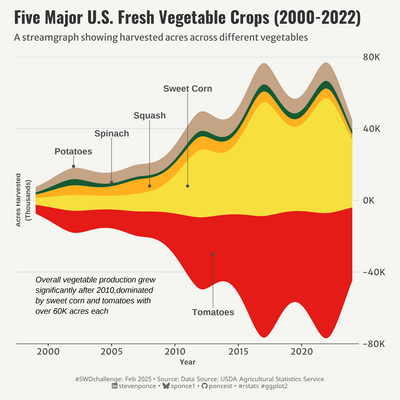 Five Major U.S. Fresh Vegetable Crops (2000-2022)
A streamgraph showing harvested acres across different vegetables
80K
Sweet Corn
Squash
40K
Spinach
Potatoes
0K
Acres Harvested
(Thousands)
−40K
Overall vegetable production grew
significantly after 2010,dominated
by sweet corn and tomatoes with
over 60K acres each
Tomatoes
−80K
2000
2005
2010
2015
2020
Year
#SWDchallenge: Feb 2025 • Source: Data Source: USDA Agricultural Statistics Service
stevenponce • sponce1 • poncest • #rstats #ggplot2